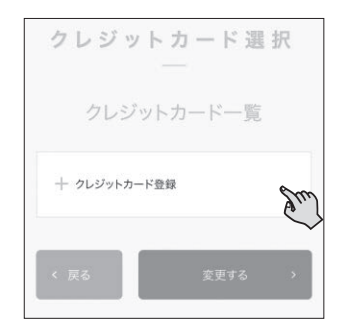 クレジットカード選択
クレジットカード一覧
＋ クレジットカード登録
< 戻る
変更する >